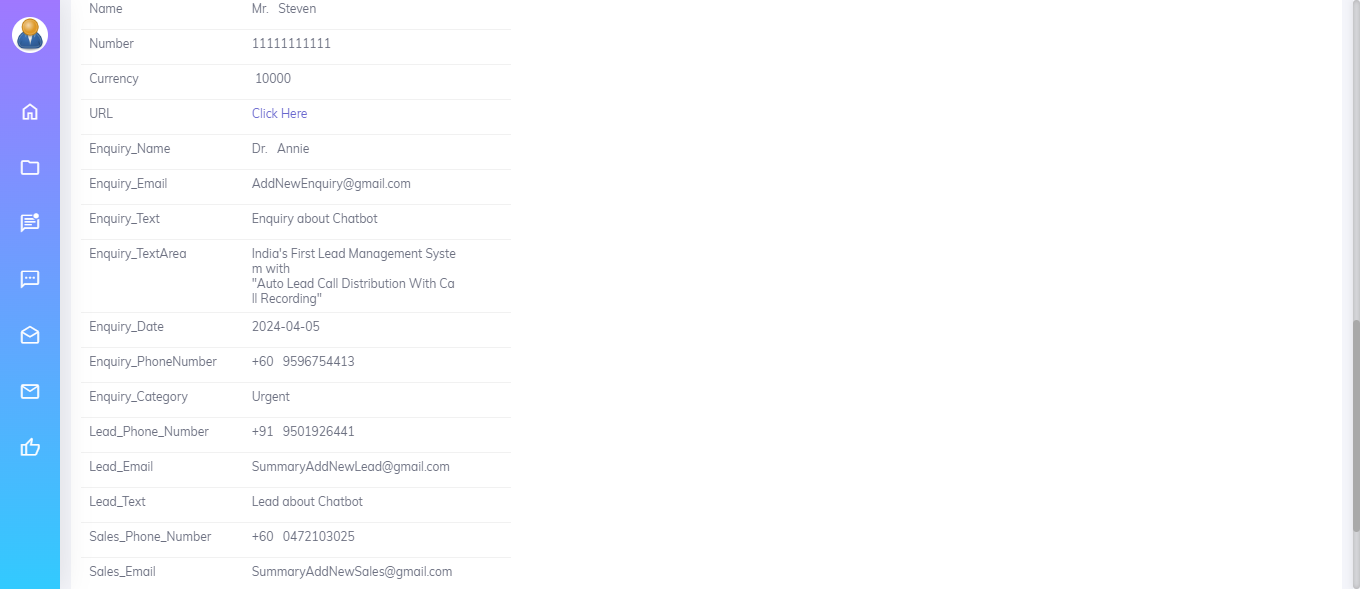 Name Mr. Steven
Number 11111111111
Currency 10000
URL Click Here
Enquiry_Name Dr. Annie
Enquiry_Email AddNewEnquiry@gmail.com
Enquiry_Text Enquiry about Chatbot
Enquiry_TextArea India's First Lead Management Syste
m with
"Auto Lead Call Distribution With Ca
ll Recording"
Enquiry_Date 2024-04-05
Enquiry_PhoneNumber +60 9596754413
Enquiry_Category Urgent
Lead_Phone_Number +91 9501926441
Lead_Email SummaryAddNewLead@gmail.com
Lead_Text Lead about Chatbot
Sales_Phone_Number +60 0472103025
Sales_Email SummaryAddNewSales@gmail.com